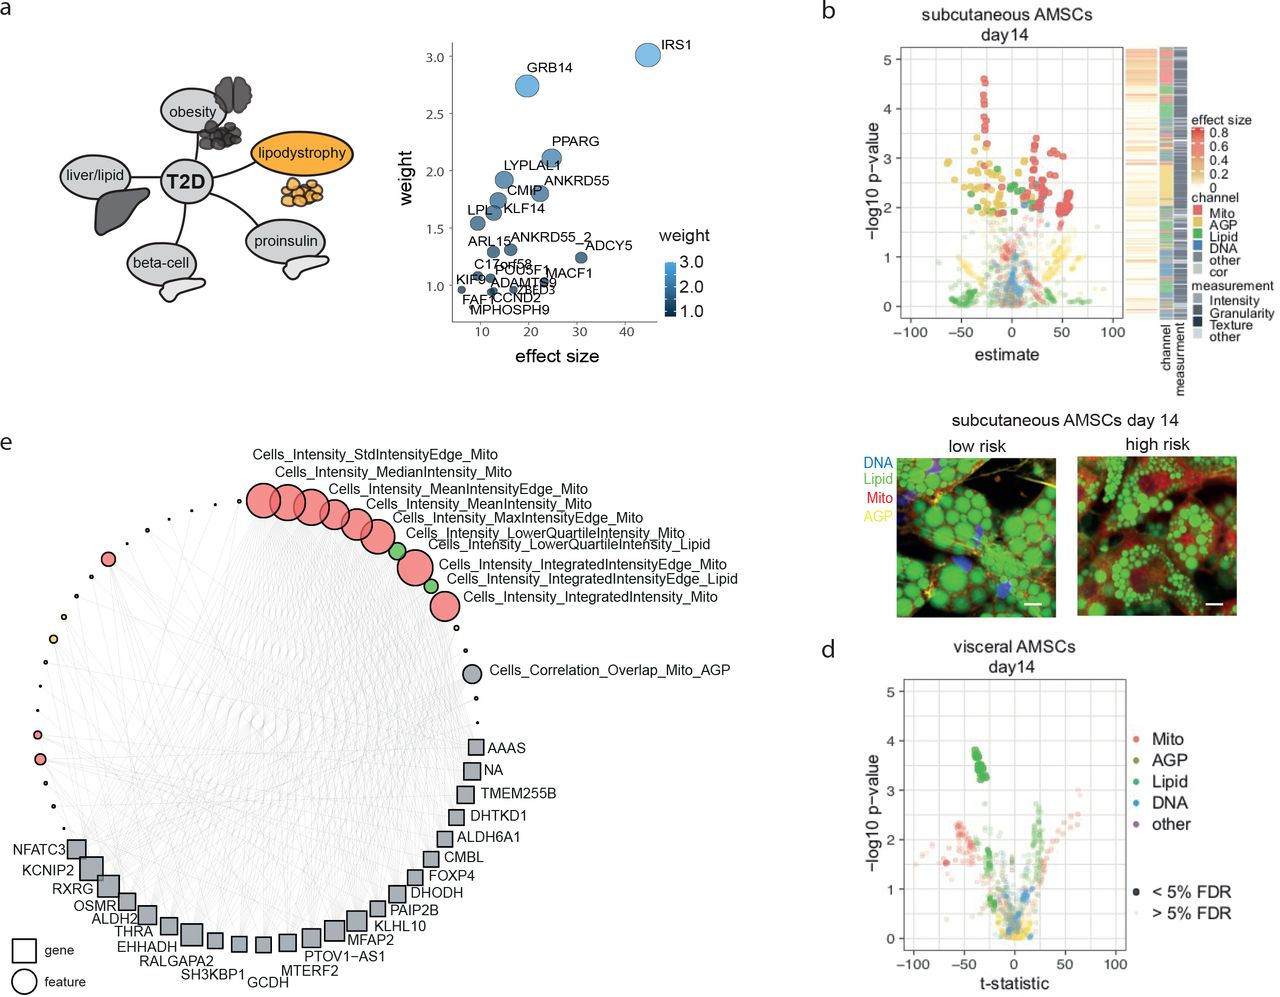 a
obesity
lipodystrophy
liver/lipid
T2D
proinsulin
beta-cell
weight
3.0
2.5
2.0
1.5
1.0
IRS1
GRB14
PPARG
LYPLAL1
ANKRD55
CMIP
KLF14
LPL
ARL15
ANKRD55_2
ADCY5
C17orf58
POU5F1
MACF1
KIF9
ADAMTS9
ZBED3
FAF1
CCND2
MPHOSPH9
10
20
30
40
effect size
weight
3.0
2.0
1.0
b
subcutaneous AMSCs
day14
−log10 p−value
5
4
3
2
1
0
−100
−50
0
50
100
estimate
channel
measurment
effect size
0.8
0.6
0.4
0.2
0
channel
Mito
AGP
Lipid
DNA
other
cor
measurement
Intensity
Granularity
Texture
other
subcutaneous AMSCs day 14
low risk
high risk
DNA
Lipid
Mito
AGP
d
visceral AMSCs
day14
−log10 p−value
5
4
3
2
1
0
−100
−50
0
50
100
t−statistic
Mito
AGP
Lipid
DNA
other
< 5% FDR
> 5% FDR
e
Cells_Intensity_StdIntensityEdge_Mito
Cells_Intensity_MedianIntensity_Mito
Cells_Intensity_MeanIntensityEdge_Mito
Cells_Intensity_MeanIntensity_Mito
Cells_Intensity_MaxIntensityEdge_Mito
Cells_Intensity_LowerQuartileIntensity_Mito
Cells_Intensity_LowerQuartileIntensity_Lipid
Cells_Intensity_IntegratedIntensityEdge_Mito
Cells_Intensity_IntegratedIntensityEdge_Lipid
Cells_Intensity_IntegratedIntensity_Mito
Cells_Correlation_Overlap_Mito_AGP
AAAS
NA
TMEM255B
DHTKD1
ALDH6A1
CMBL
FOXP4
DHODH
PAIP2B
KLHL10
MFAP2
PTOV1−AS1
MTERF2
GCDH
SH3KBP1
RALGAPA2
EHHADH
THRA
ALDH2
OSMR
RXRG
KCNIP2
NFATC3
gene
feature